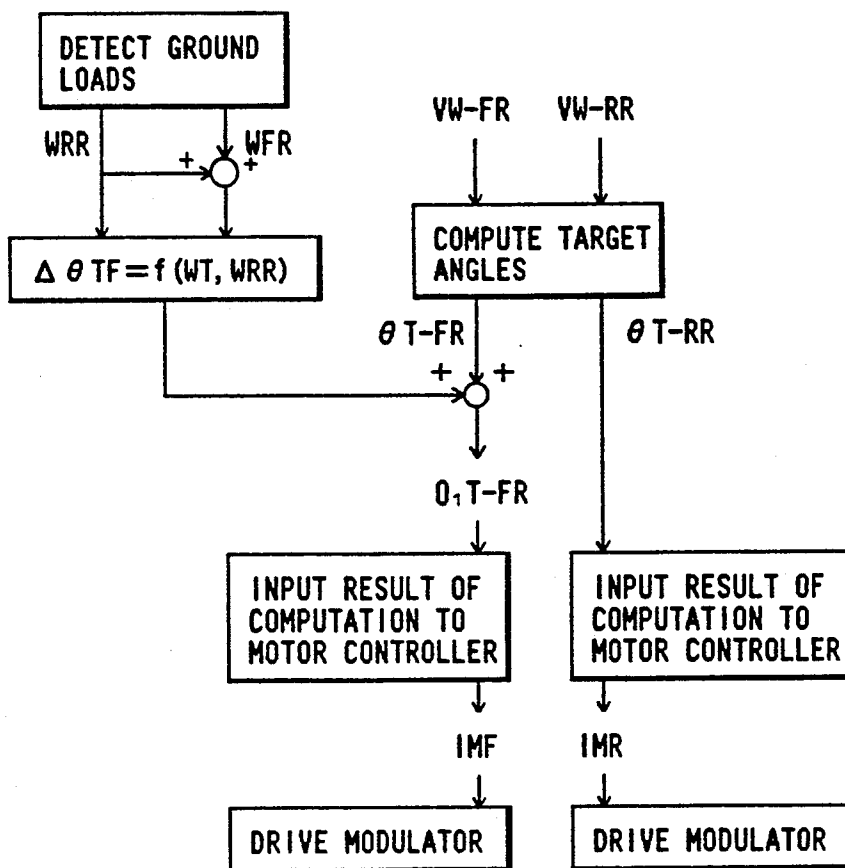 DETECT GROUND
LOADS
VW-FR VW-RR
WRR WFR
+ +
COMPUTE TARGET
ANGLES
Δ θ TF=f (WT, WRR)
θ T-FR θ T-RR
+ +
O₁ T-FR
INPUT RESULT OF
COMPUTATION TO
MOTOR CONTROLLER
INPUT RESULT OF
COMPUTATION TO
MOTOR CONTROLLER
IMF IMR
DRIVE MODULATOR
DRIVE MODULATOR